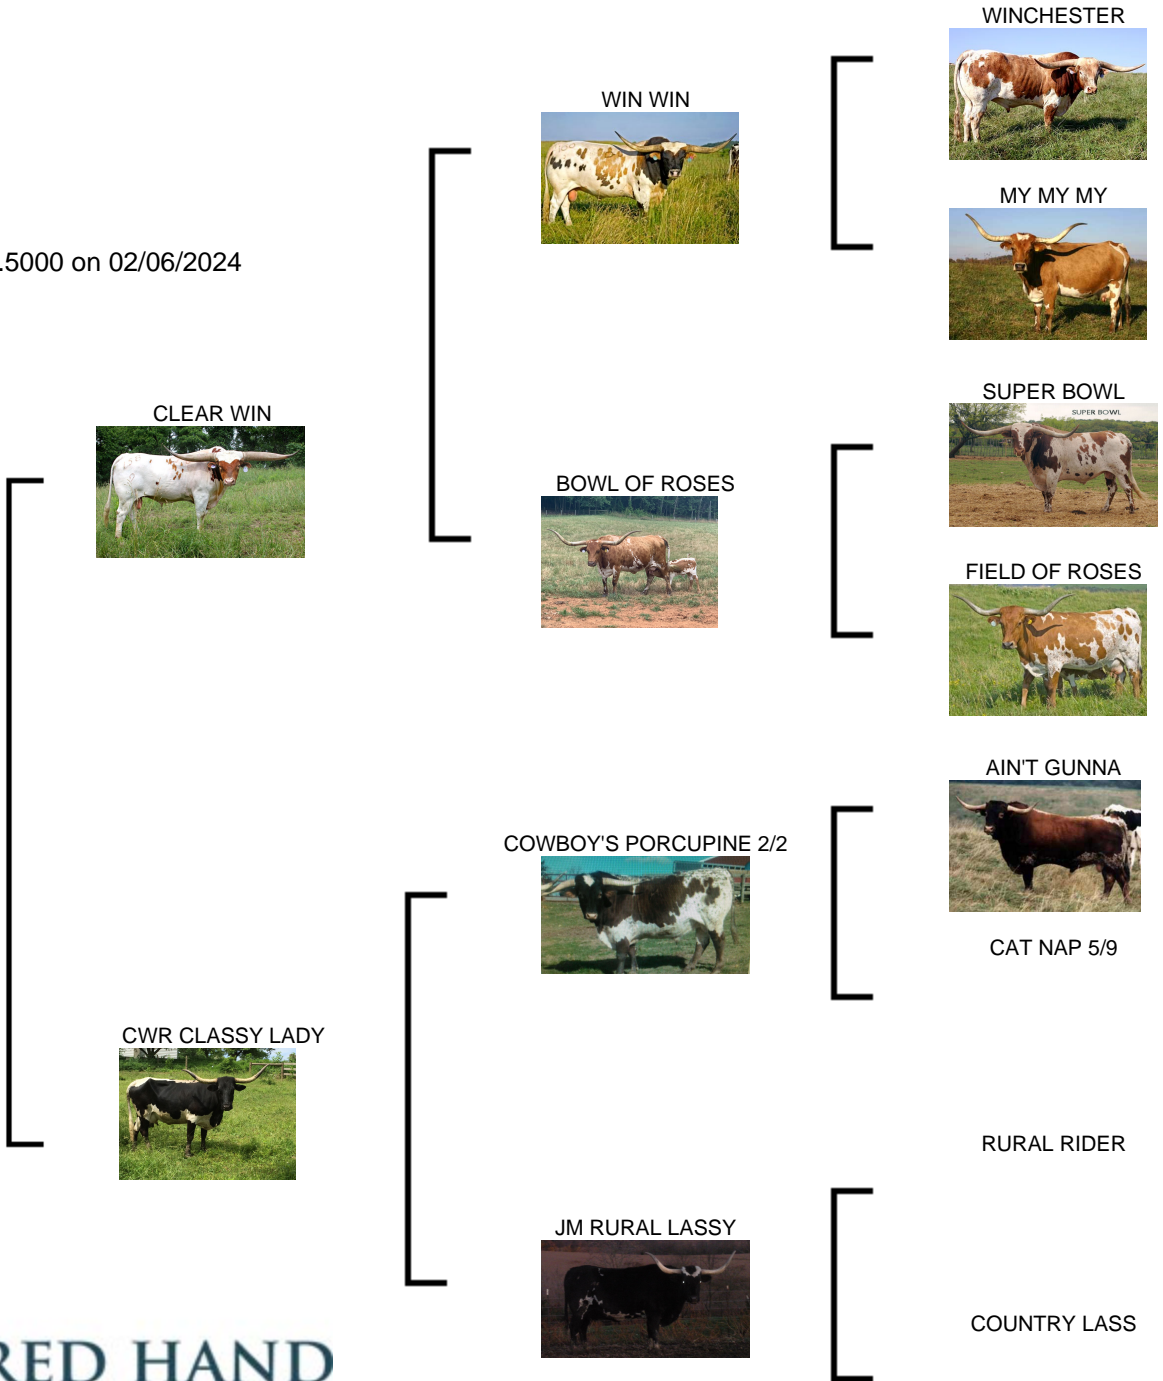 WINCHESTER
WIN WIN
MY MY MY
.5000 on 02/06/2024
SUPER BOWL
SUPER BOWL
CLEAR WIN
BOWL OF ROSES
FIELD OF ROSES
AIN'T GUNNA
COWBOY'S PORCUPINE 2/2
CAT NAP 5/9
CWR CLASSY LADY
RURAL RIDER
JM RURAL LASSY
COUNTRY LASS
RED HAND